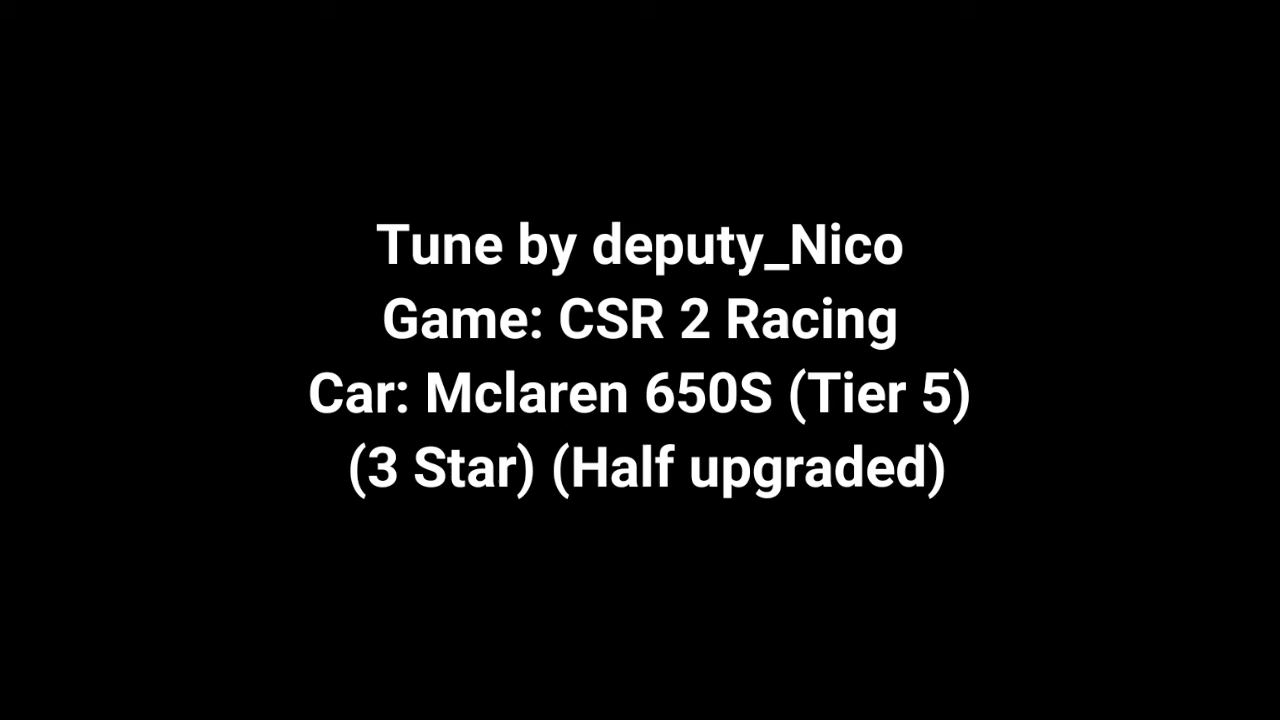 Tune by deputy_Nico
Game: CSR 2 Racing
Car: Mclaren 650S (Tier 5)
(3 Star) (Half upgraded)